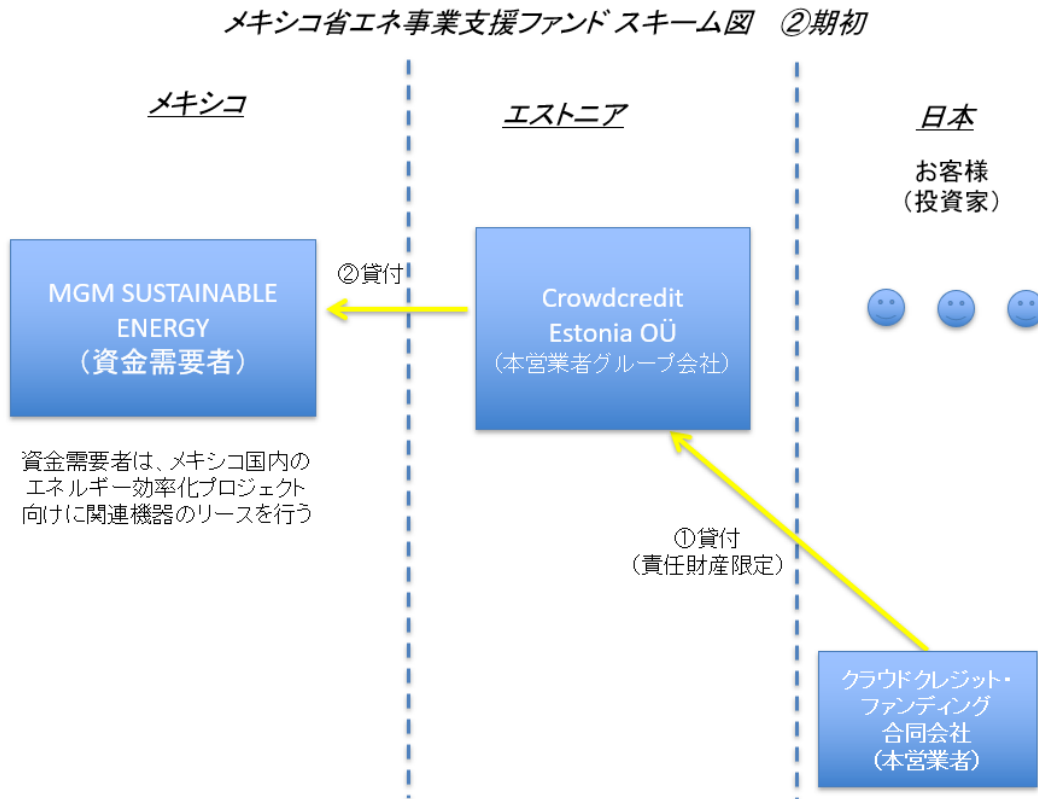 メキシコ省エネ事業支援ファンド スキーム図　②期初
メキシコ
エストニア
日本
お客様
（投資家）
MGM SUSTAINABLE
ENERGY
（資金需要者）
②貸付
Crowdcredit
Estonia OÜ
（本営業者グループ会社）
資金需要者は、メキシコ国内の
エネルギー効率化プロジェクト
向けに関連機器のリースを行う
①貸付
（責任財産限定）
クラウドクレジット・
ファンディング
合同会社
（本営業者）